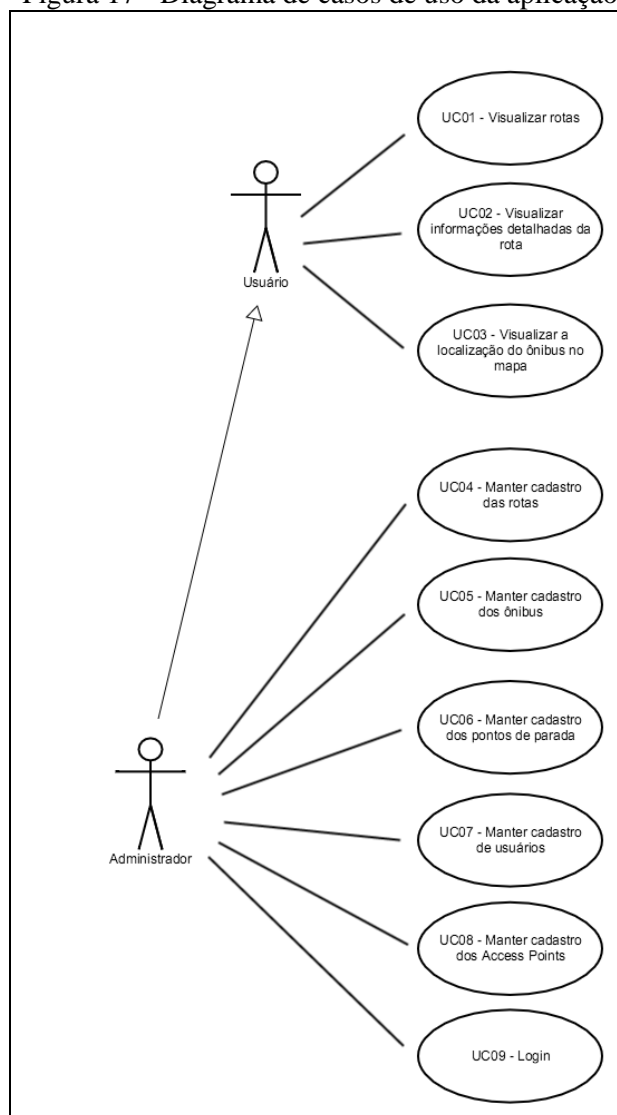 Figura 17 - Diagrama de casos de uso da aplicação
UC01 - Visualizar rotas
UC02 - Visualizar
informações detalhadas da
rota
Usuário
UC03 - Visualizar a
localização do ônibus no
mapa
UC04 - Manter cadastro
das rotas
UC05 - Manter cadastro
dos ônibus
UC06 - Manter cadastro
dos pontos de parada
UC07 - Manter cadastro
de usuários
Administrador
UC08 - Manter cadastro
dos Access Points
UC09 - Login